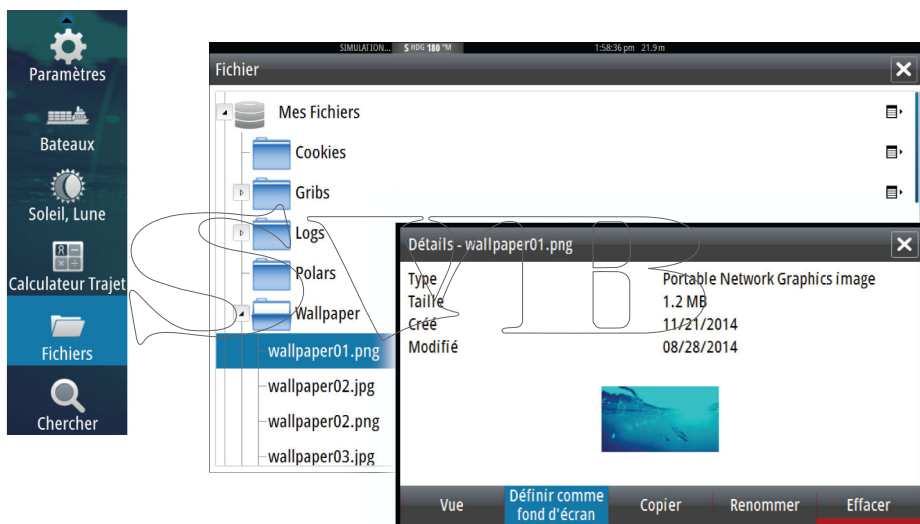 Paramètres
Bateaux
Soleil, Lune
Calculateur Trajet
Fichiers
Chercher
SIMULATION... S HDG 180 °M 1:58:36 pm 21.9 m
Fichier
Mes Fichiers
Cookies
Gribs
Logs
Polars
Wallpaper
wallpaper01.png
wallpaper02.jpg
wallpaper02.png
wallpaper03.jpg
Détails - wallpaper01.png
Type Portable Network Graphics image
Taille 1.2 MB
Créé 11/21/2014
Modifié 08/28/2014
Vue
Définir comme
fond d'écran
Copier
Renommer
Effacer
SVB